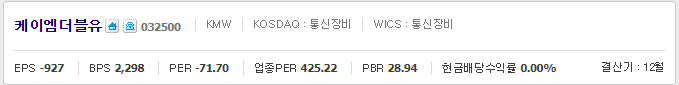 케이엠더블유 032500 KMW KOSDAQ : 통신장비 WICS : 통신장비
EPS -927 BPS 2,298 PER -71.70 업종PER 425.22 PBR 28.94 현금배당수익률 0.00% 결산기 : 12월